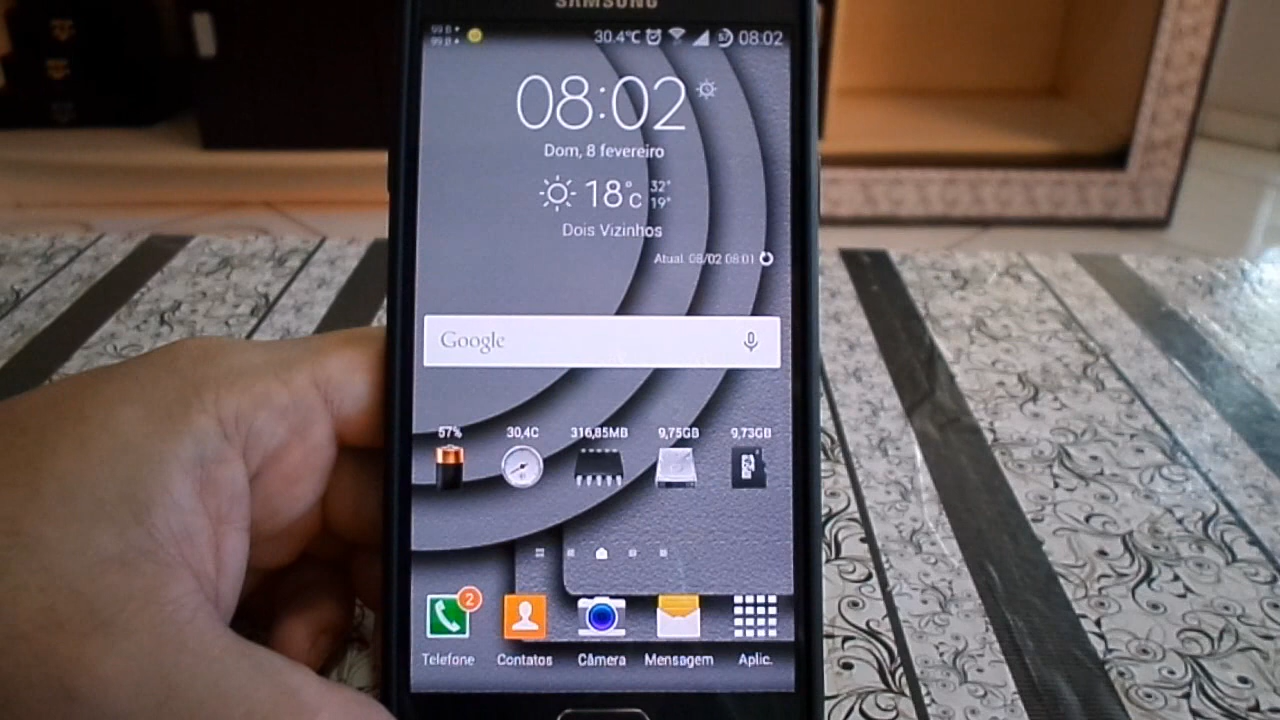 SAMSUNG
30.4°C 57 08:02
08:02
Dom, 8 fevereiro
18°C 32° 19°
Dois Vizinhos
Atual. 08/02 08:01
Google
57% 30,4C 316,85MB 9,75GB 9,73GB
2
Telefone Contatos Câmera Mensagem Aplic.